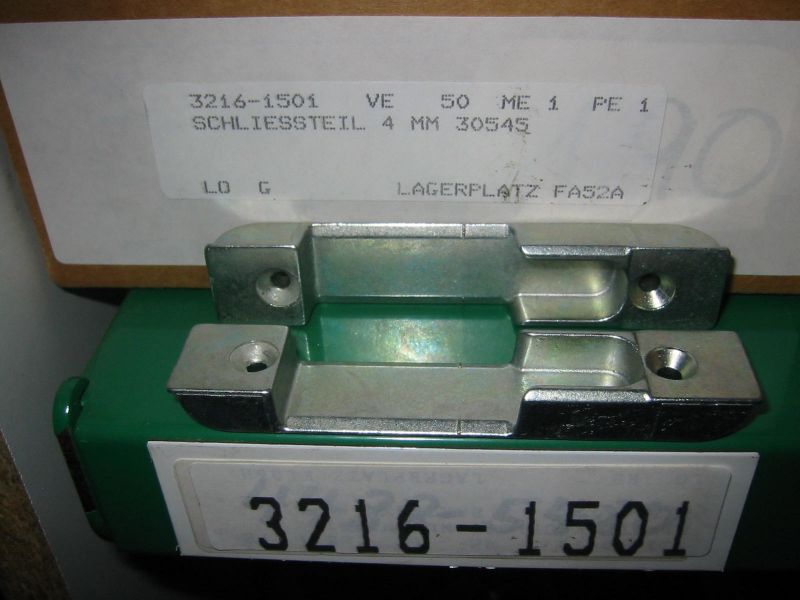 3216-1501 VE 50 ME 1 PE 1
SCHLIESSTEIL 4 MM 30545
LO G LAGERPLATZ FA52A
3216-1501